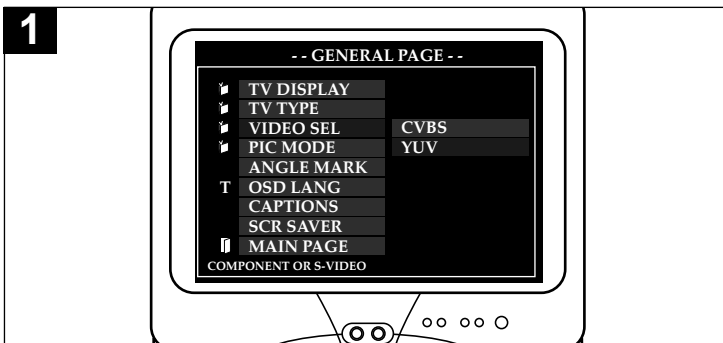 1
- - GENERAL PAGE - -
TV DISPLAY
TV TYPE
VIDEO SEL CVBS
PIC MODE YUV
ANGLE MARK
T OSD LANG
CAPTIONS
SCR SAVER
MAIN PAGE
COMPONENT OR S-VIDEO